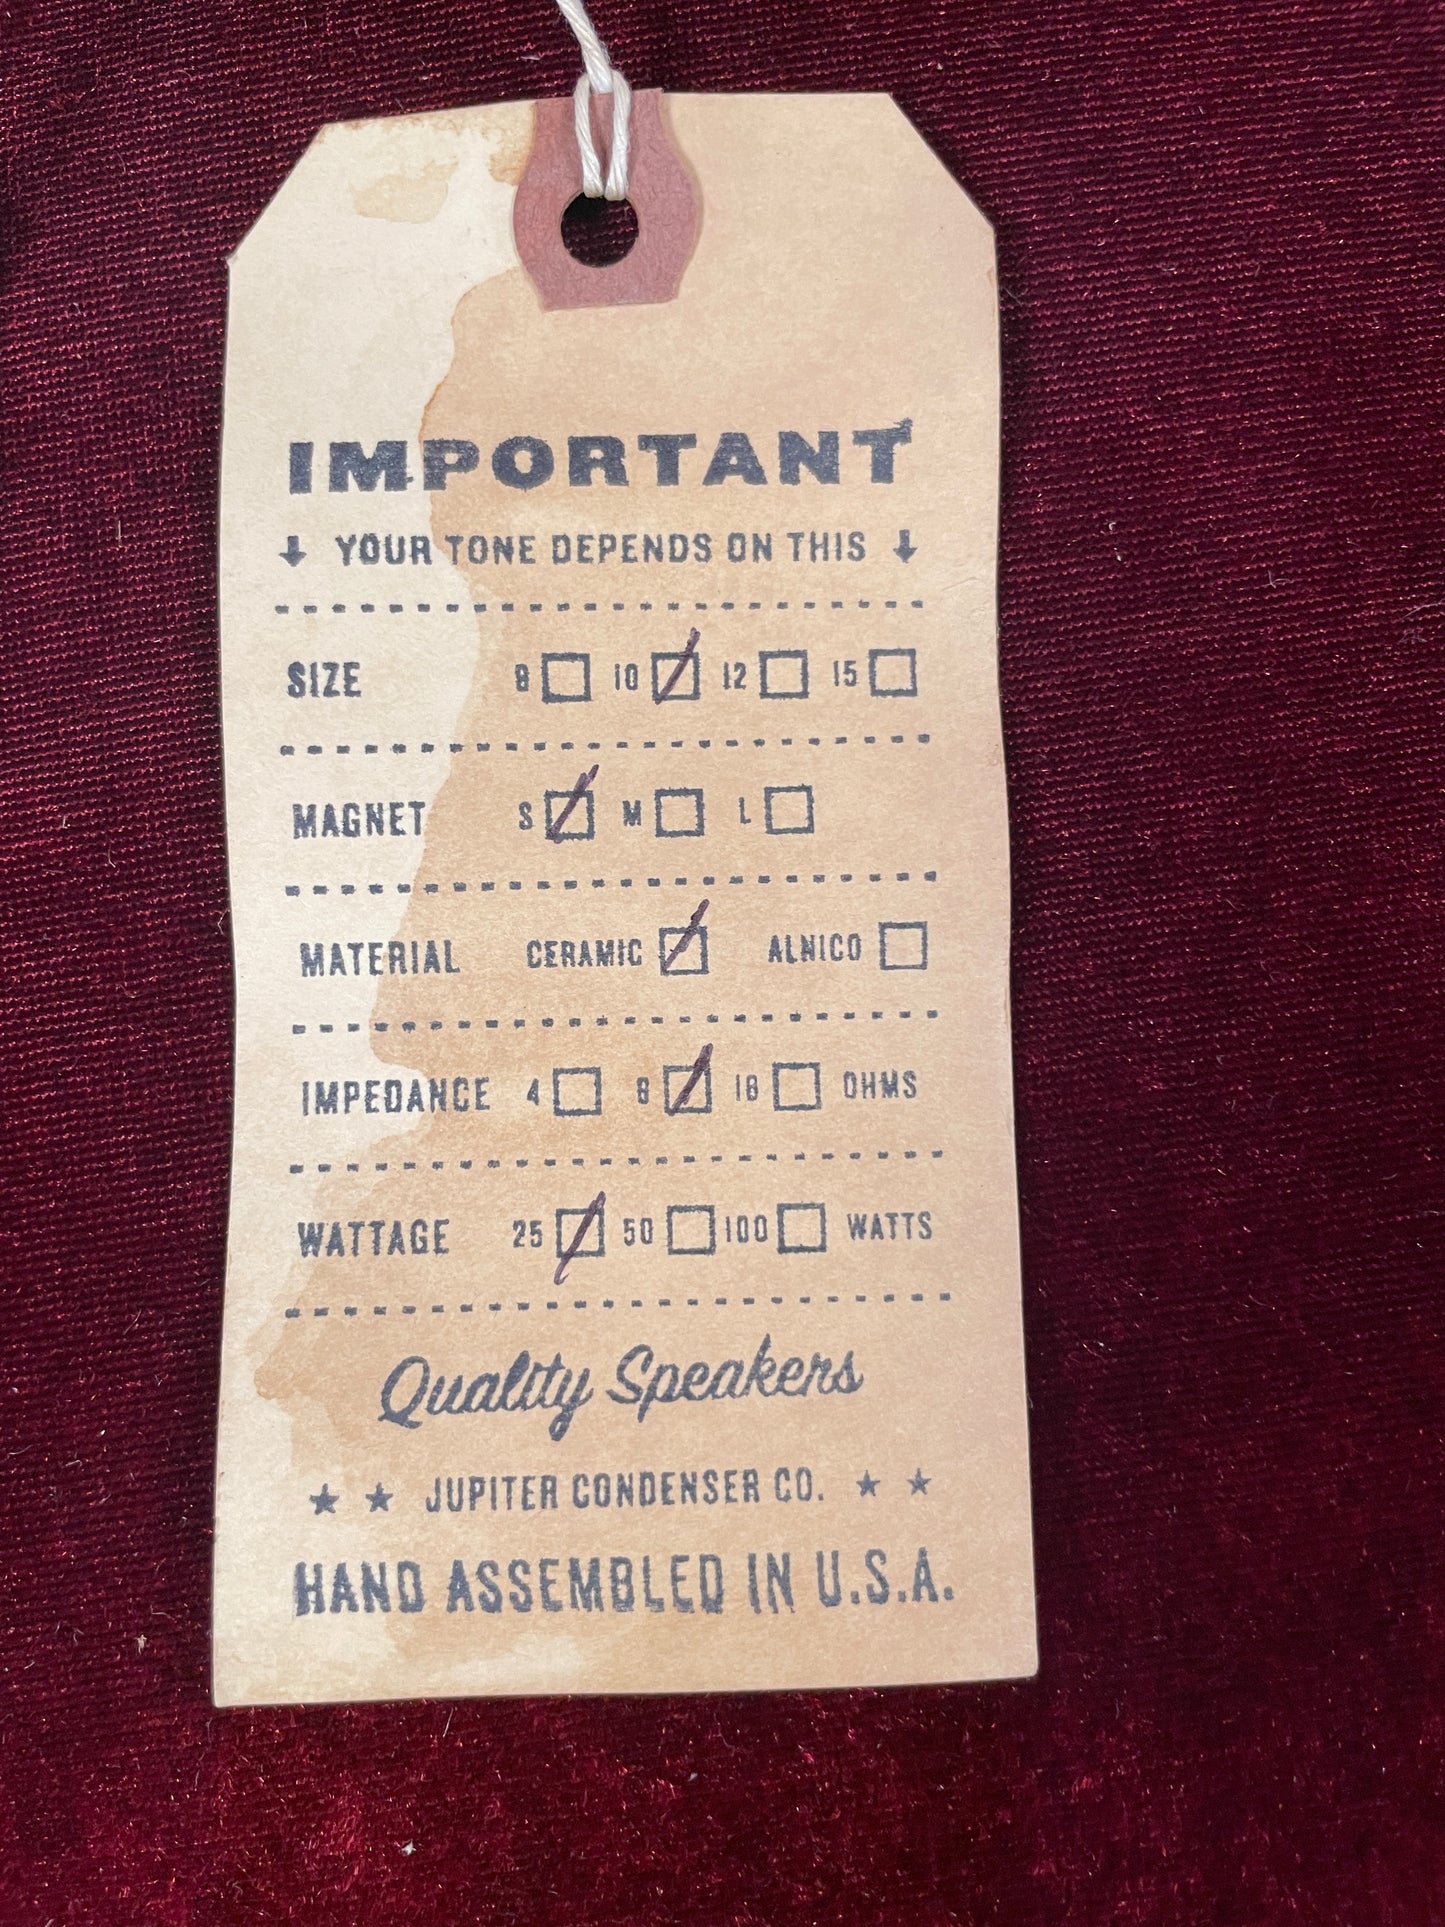 IMPORTANT
↓ YOUR TONE DEPENDS ON THIS ↓
SIZE 8 ☐ 10 ☑ 12 ☐ 15 ☐
MAGNET S ☑ M ☐ L ☐
MATERIAL CERAMIC ☑ ALNICO ☐
IMPEDANCE 4 ☐ 8 ☑ 16 ☐ OHMS
WATTAGE 25 ☑ 50 ☐ 100 ☐ WATTS
Quality Speakers
★ ★ JUPITER CONDENSER CO. ★ ★
HAND ASSEMBLED IN U.S.A.